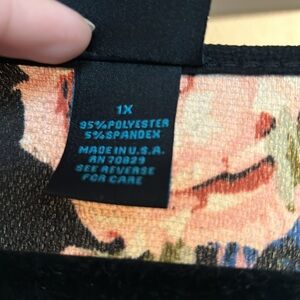 1X
95% POLYESTER
5% SPANDEX
MADE IN U.S.A.
RN 70829
SEE REVERSE
FOR CARE